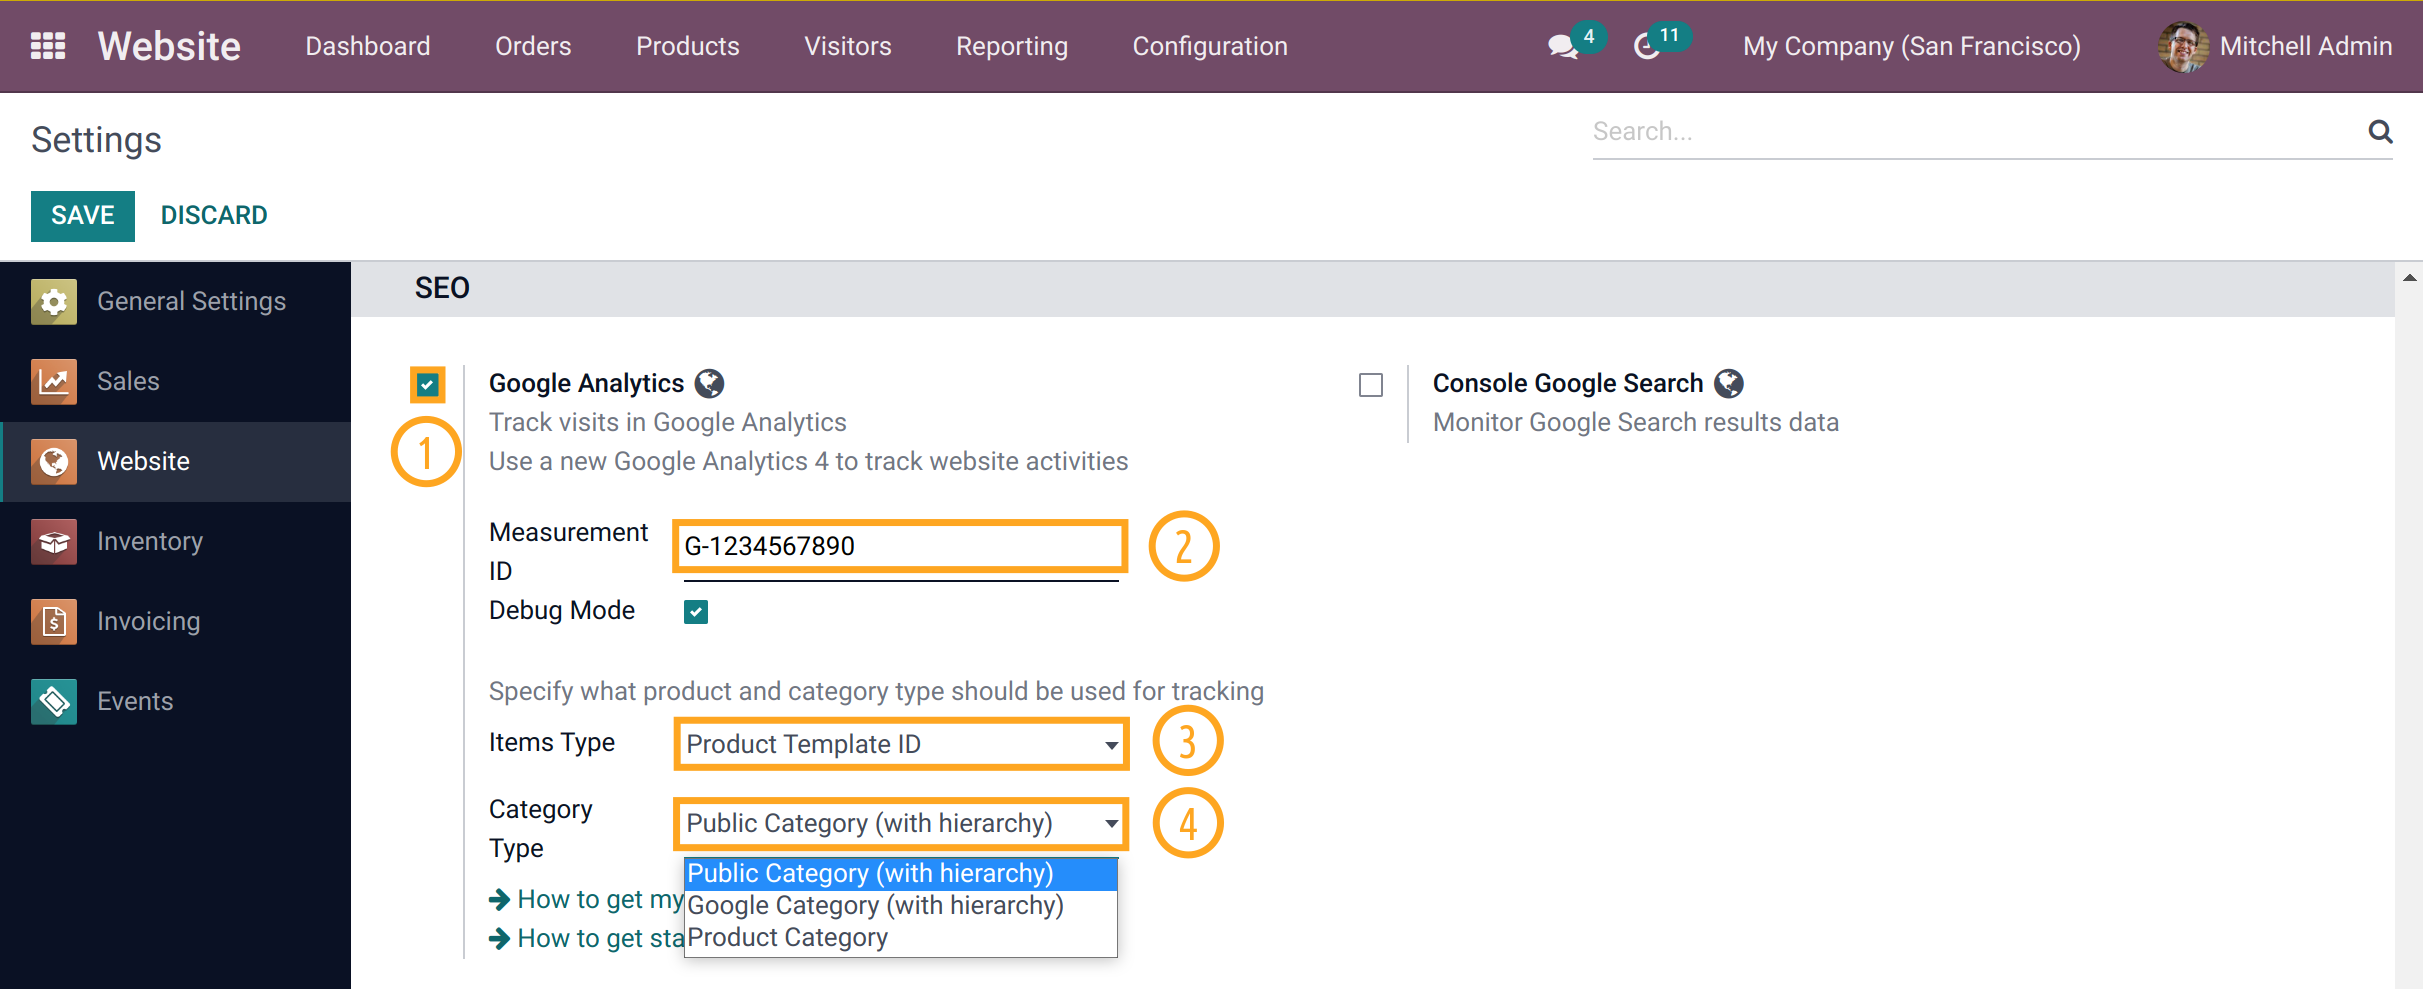 Website Dashboard Orders Products Visitors Reporting Configuration 4 11 My Company (San Francisco) Mitchell Admin
Settings
Search...
SAVE DISCARD
General Settings
Sales
Website
Inventory
Invoicing
Events
SEO
Google Analytics
Track visits in Google Analytics
Use a new Google Analytics 4 to track website activities
1
Console Google Search
Monitor Google Search results data
Measurement
ID
G-1234567890
2
Debug Mode
Specify what product and category type should be used for tracking
Items Type
Product Template ID
3
Category
Type
Public Category (with hierarchy)
4
Public Category (with hierarchy)
Google Category (with hierarchy)
Product Category
How to get my
How to get sta